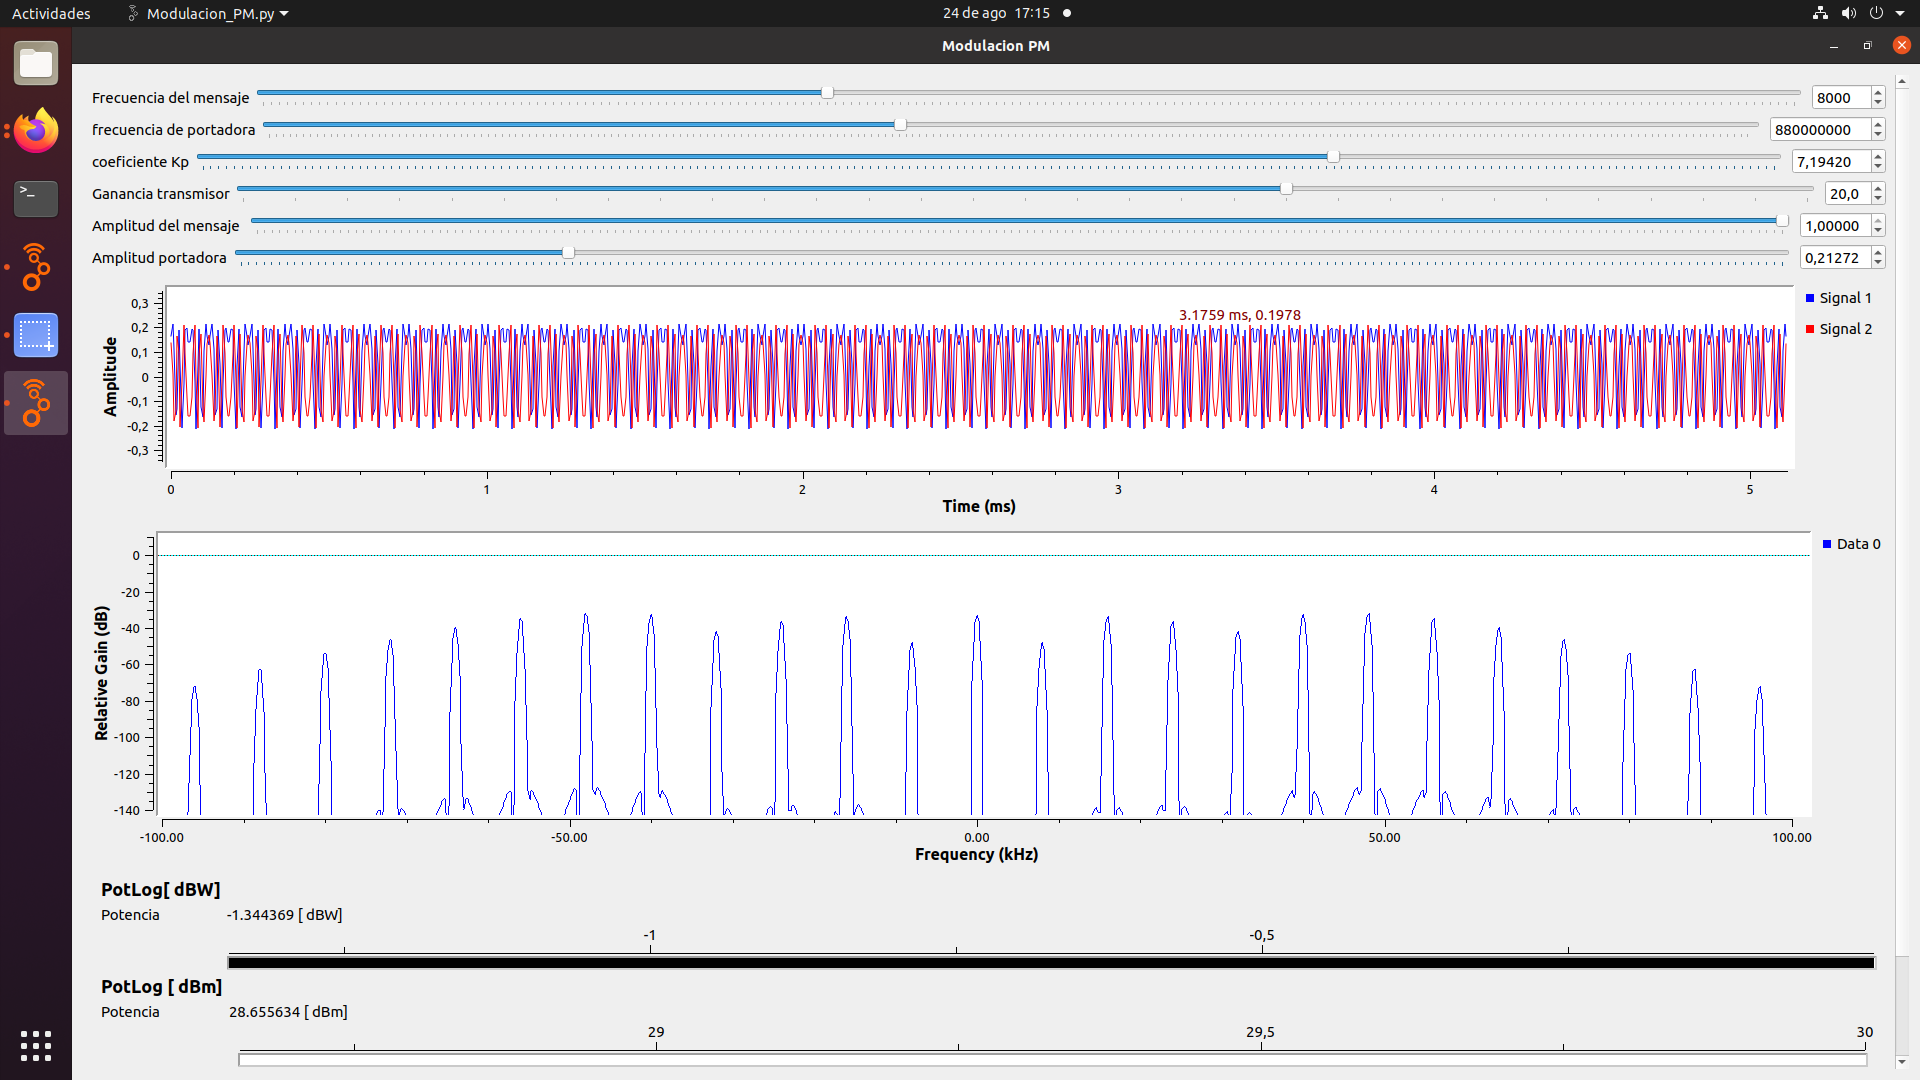 Actividades
Modulacion_PM.py
24 de ago 17:15
Modulacion PM
Frecuencia del mensaje
8000
frecuencia de portadora
880000000
coeficiente Kp
7,19420
Ganancia transmisor
20,0
Amplitud del mensaje
1,00000
Amplitud portadora
0,21272
Amplitude
0,3
0,2
0,1
0
-0,1
-0,2
-0,3
3.1759 ms, 0.1978
Signal 1
Signal 2
0 1 2 3 4 5
Time (ms)
Relative Gain (dB)
0
-20
-40
-60
-80
-100
-120
-140
Data 0
-100.00 -50.00 0.00 50.00 100.00
Frequency (kHz)
PotLog[ dBW]
Potencia -1.344369 [ dBW]
-1 -0,5
PotLog [ dBm]
Potencia 28.655634 [ dBm]
29 29,5 30